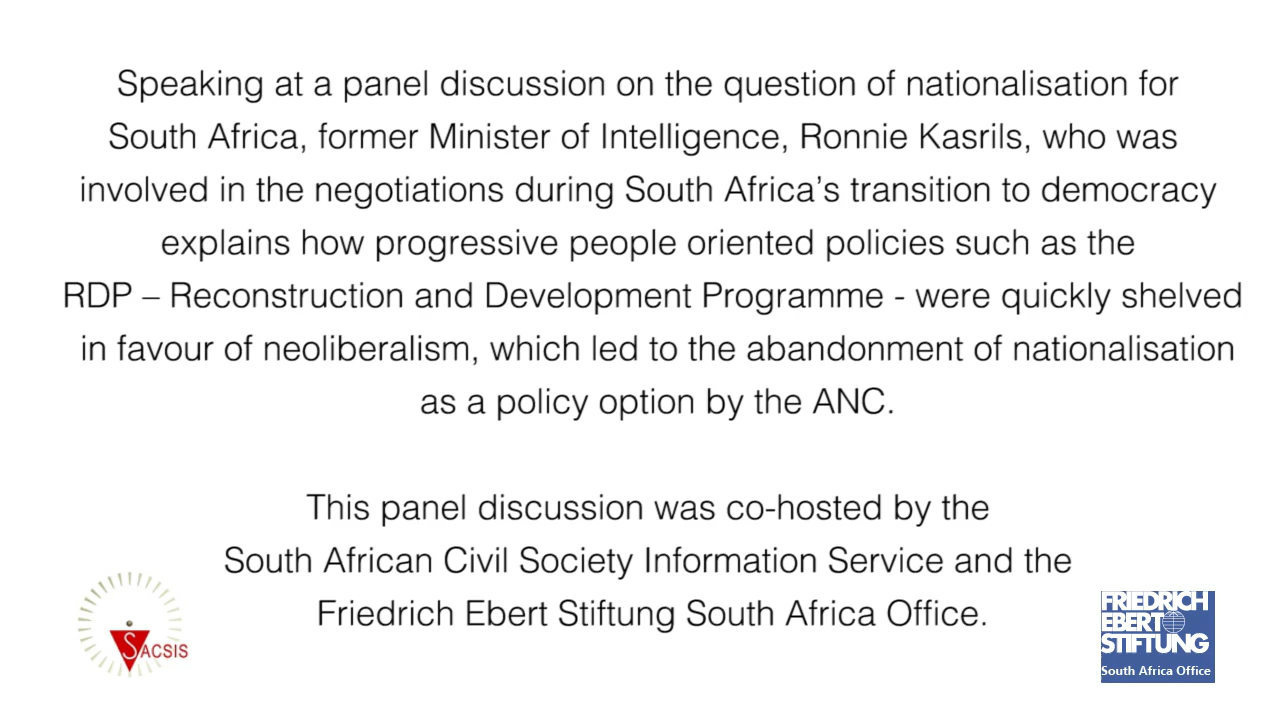 Speaking at a panel discussion on the question of nationalisation for
South Africa, former Minister of Intelligence, Ronnie Kasrils, who was
involved in the negotiations during South Africa’s transition to democracy
explains how progressive people oriented policies such as the
RDP – Reconstruction and Development Programme - were quickly shelved
in favour of neoliberalism, which led to the abandonment of nationalisation
as a policy option by the ANC.
This panel discussion was co-hosted by the
South African Civil Society Information Service and the
Friedrich Ebert Stiftung South Africa Office.
SACSIS
FRIEDRICH
EBERT
STIFTUNG
South Africa Office